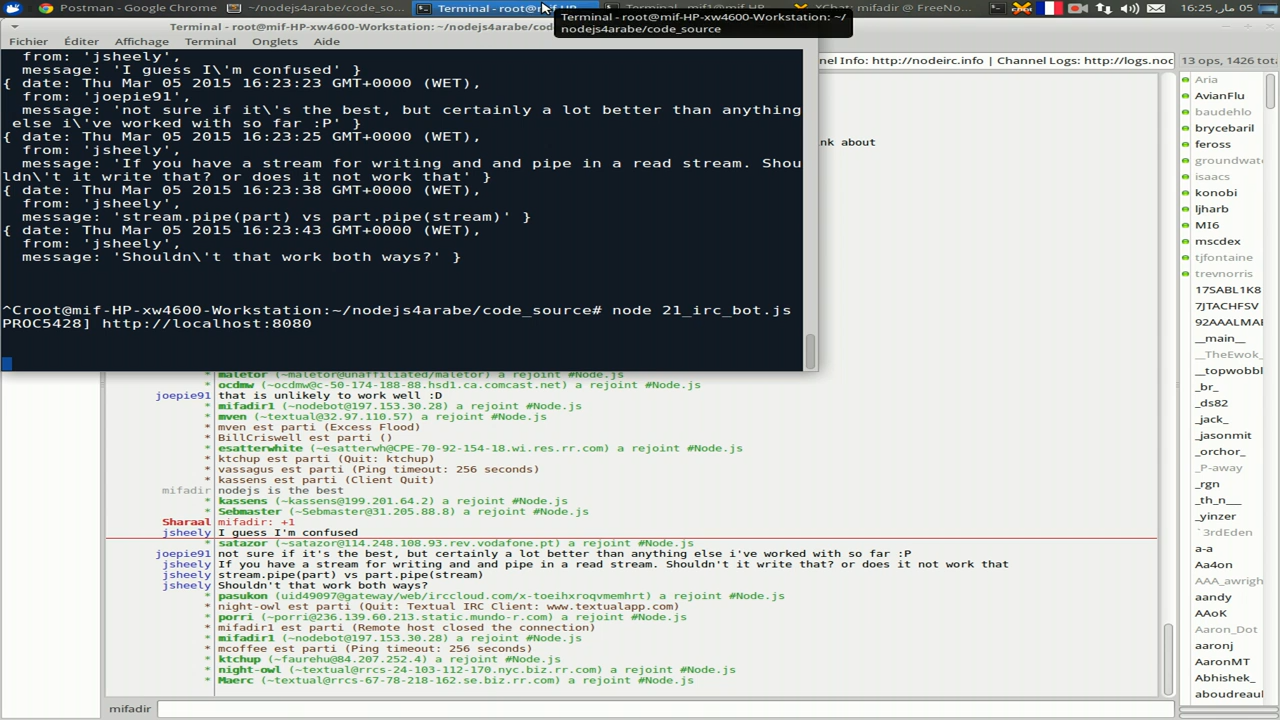 Postman - Google Chrome
~/nodejs4arabe/code_so...
Terminal - root@mif-HP...
Terminal - mif1@mif-HP...
XChat: mifadir @ FreeNo...
16:25 ,مار 05
Terminal - root@mif-HP-xw4600-Workstation: ~/
nodejs4arabe/code_source
Terminal - root@mif-HP-xw4600-Workstation: ~/nodejs4arabe/code
Fichier Éditer Affichage Terminal Onglets Aide
from: 'jsheely',
message: 'I guess I\'m confused' }
{ date: Thu Mar 05 2015 16:23:23 GMT+0000 (WET),
from: 'joepie91',
message: 'not sure if it\'s the best, but certainly a lot better than anything
else i\'ve worked with so far :P' }
{ date: Thu Mar 05 2015 16:23:25 GMT+0000 (WET),
from: 'jsheely',
message: 'If you have a stream for writing and and pipe in a read stream. Shou
ldn\'t it write that? or does it not work that' }
{ date: Thu Mar 05 2015 16:23:38 GMT+0000 (WET),
from: 'jsheely',
message: 'stream.pipe(part) vs part.pipe(stream)' }
{ date: Thu Mar 05 2015 16:23:43 GMT+0000 (WET),
from: 'jsheely',
message: 'Shouldn\'t that work both ways?' }
^Croot@mif-HP-xw4600-Workstation:~/nodejs4arabe/code_source# node 21_irc_bot.js
PROC5428] http://localhost:8080
nel Info: http://nodeirc.info | Channel Logs: http://logs.noc
nk about
* maletor (~maletor@unaffiliated/maletor) a rejoint #Node.js
* ocdmw (~ocdmw@c-50-174-188-88.hsd1.ca.comcast.net) a rejoint #Node.js
joepie91 that is unlikely to work well :D
* mifadir1 (~nodebot@197.153.30.28) a rejoint #Node.js
* mven (~textual@32.97.110.57) a rejoint #Node.js
* mven est parti (Excess Flood)
* BillCriswell est parti ()
* esatterwhite (~esatterwh@CPE-70-92-154-18.wi.res.rr.com) a rejoint #Node.js
* ktchup est parti (Quit: ktchup)
* vassagus est parti (Ping timeout: 256 seconds)
* kassens est parti (Client Quit)
mifadir nodejs is the best
* kassens (~kassens@199.201.64.2) a rejoint #Node.js
* Sebmaster (~Sebmaster@31.205.88.8) a rejoint #Node.js
Sharaal mifadir: +1
jsheely I guess I'm confused
* satazor (~satazor@114.248.108.93.rev.vodafone.pt) a rejoint #Node.js
joepie91 not sure if it's the best, but certainly a lot better than anything else i've worked with so far :P
jsheely If you have a stream for writing and and pipe in a read stream. Shouldn't it write that? or does it not work that
jsheely stream.pipe(part) vs part.pipe(stream)
jsheely Shouldn't that work both ways?
* pasukon (uid49097@gateway/web/irccloud.com/x-toeihxroqvmemhrt) a rejoint #Node.js
* night-owl est parti (Quit: Textual IRC Client: www.textualapp.com)
* porri (~porri@236.139.60.213.static.mundo-r.com) a rejoint #Node.js
* mifadir1 est parti (Remote host closed the connection)
* mifadir1 (~nodebot@197.153.30.28) a rejoint #Node.js
* mcoffee est parti (Ping timeout: 256 seconds)
* ktchup (~faurehu@84.207.252.4) a rejoint #Node.js
* night-owl (~textual@rrcs-24-103-112-170.nyc.biz.rr.com) a rejoint #Node.js
* Maerc (~textual@rrcs-67-78-218-162.se.biz.rr.com) a rejoint #Node.js
mifadir
13 ops, 1426 tota
Aria
AvianFlu
baudehlo
brycebaril
feross
groundwate
isaacs
konobi
ljharb
MI6
mscdex
tjfontaine
trevnorris
17SABL1K8
7JTACHFSV
92AAALMAE
__main__
__TheEwok_
__topwobbl
_br_
_ds82
_jack_
_jasonmit
_orchor_
_P-away
_rgn
_th_n___
_yinzer
`3rdEden
a-a
Aa4on
AAA_awrigh
aandy
AAoK
Aaron_Dot
aaronj
AaronMT
Abhishek_
aboudreaul